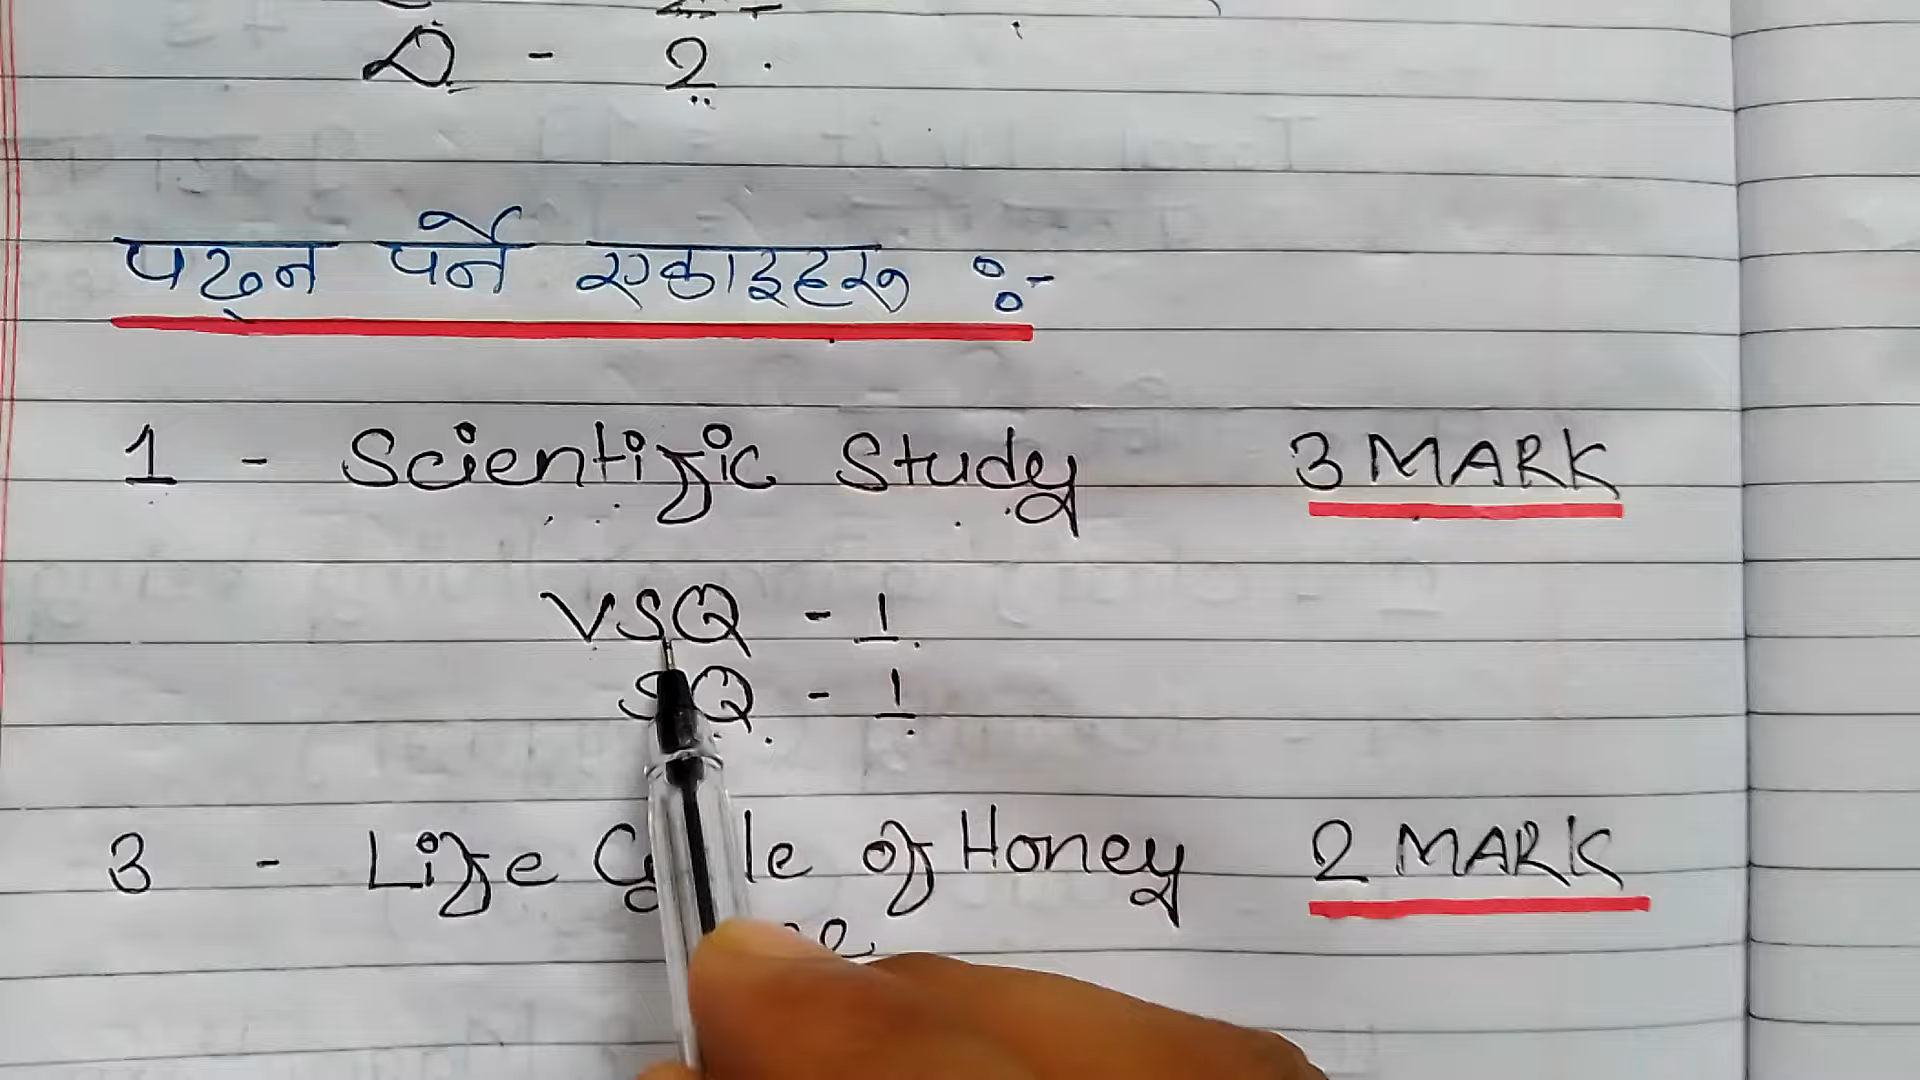 D - 2.
पढ्न पर्ने एकाइहरू :-
1 - Scientific Study 3 MARK
VSQ - 1
SQ - 1
3 - Life Cycle of Honey 2 MARK